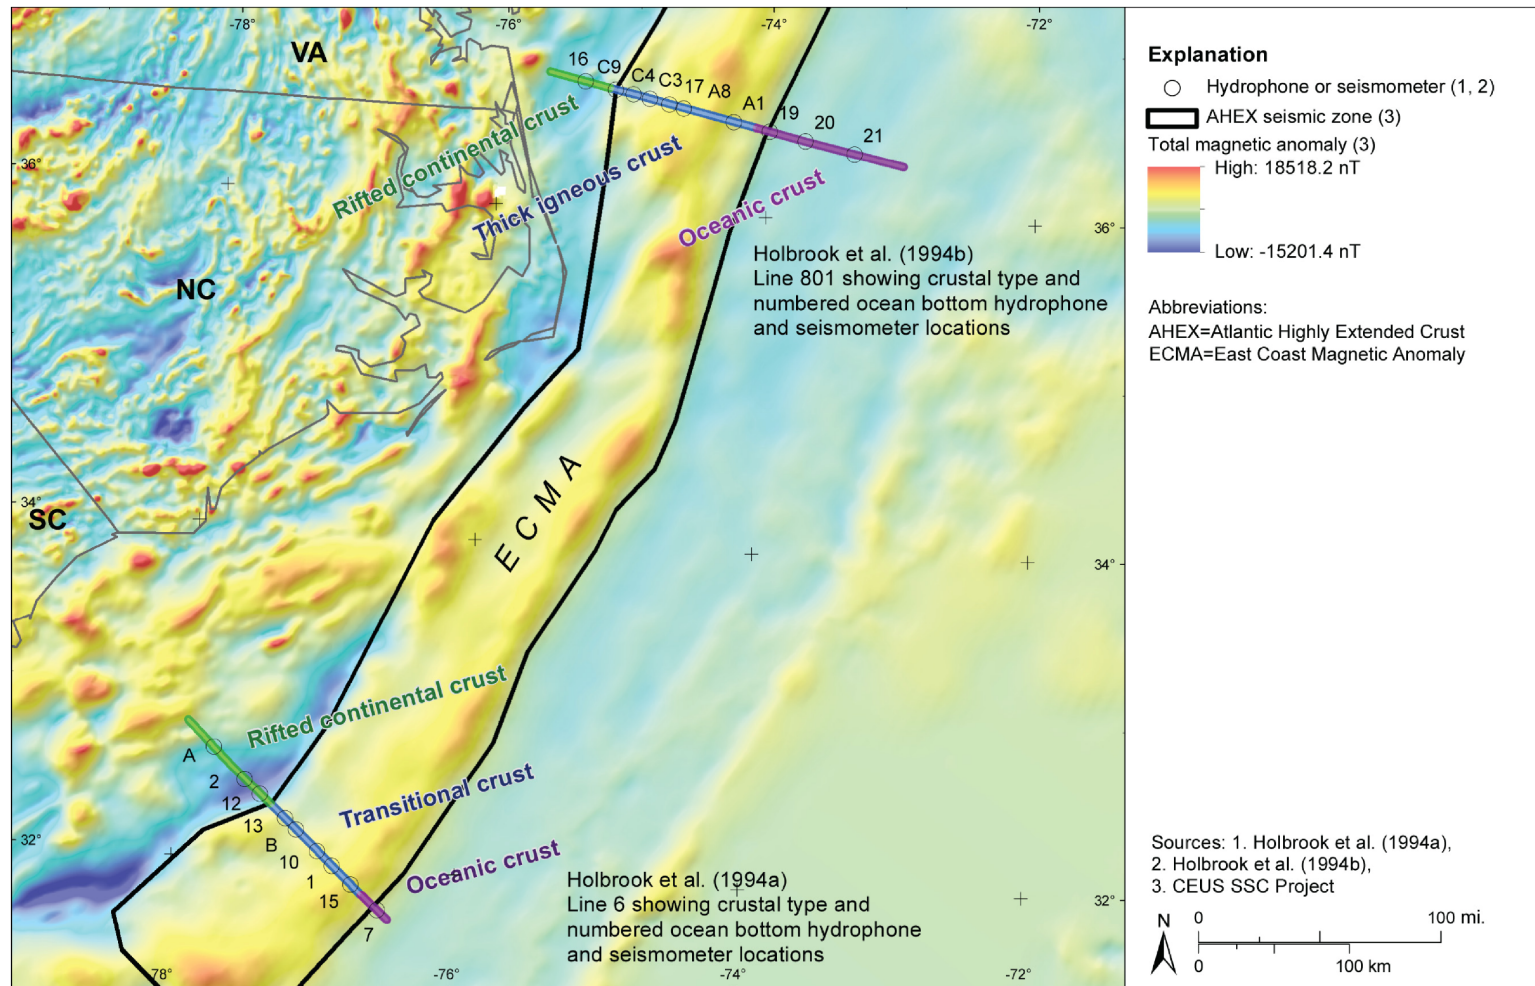 -78°
-76°
-74°
-72°
VA
16
C9
C4
C3
17
A8
A1
19
20
21
36°
Rifted continental crust
Thick igneous crust
Oceanic crust
36°
Holbrook et al. (1994b)
Line 801 showing crustal type and
numbered ocean bottom hydrophone
and seismometer locations
NC
ECMA
34°
SC
34°
Rifted continental crust
A
2
12
13
B
10
1
15
7
Transitional crust
Oceanic crust
32°
32°
Holbrook et al. (1994a)
Line 6 showing crustal type and
numbered ocean bottom hydrophone
and seismometer locations
78°
-76°
-74°
-72°
Explanation
Hydrophone or seismometer (1, 2)
AHEX seismic zone (3)
Total magnetic anomaly (3)
High: 18518.2 nT
Low: -15201.4 nT
Abbreviations:
AHEX=Atlantic Highly Extended Crust
ECMA=East Coast Magnetic Anomaly
Sources: 1. Holbrook et al. (1994a),
2. Holbrook et al. (1994b),
3. CEUS SSC Project
N
0 100 mi.
0 100 km